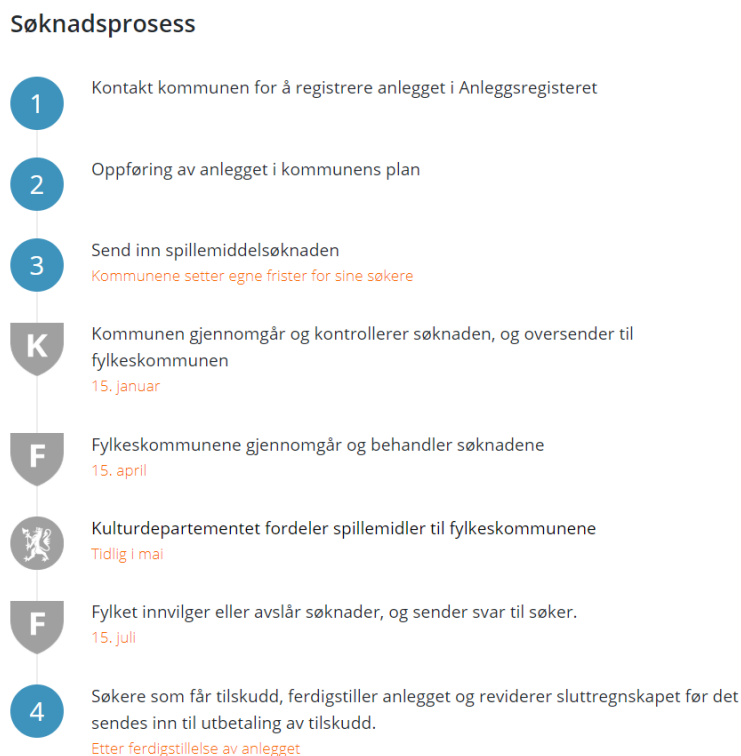 Søknadsprosess
1
Kontakt kommunen for å registrere anlegget i Anleggsregisteret
2
Oppføring av anlegget i kommunens plan
3
Send inn spillemiddelsøknaden
Kommunene setter egne frister for sine søkere
K
Kommunen gjennomgår og kontrollerer søknaden, og oversender til
fylkeskommunen
15. januar
F
Fylkeskommunene gjennomgår og behandler søknadene
15. april
Kulturdepartementet fordeler spillemidler til fylkeskommunene
Tidlig i mai
F
Fylket innvilger eller avslår søknader, og sender svar til søker.
15. juli
4
Søkere som får tilskudd, ferdigstiller anlegget og reviderer sluttregnskapet før det
sendes inn til utbetaling av tilskudd.
Etter ferdigstillelse av anlegget